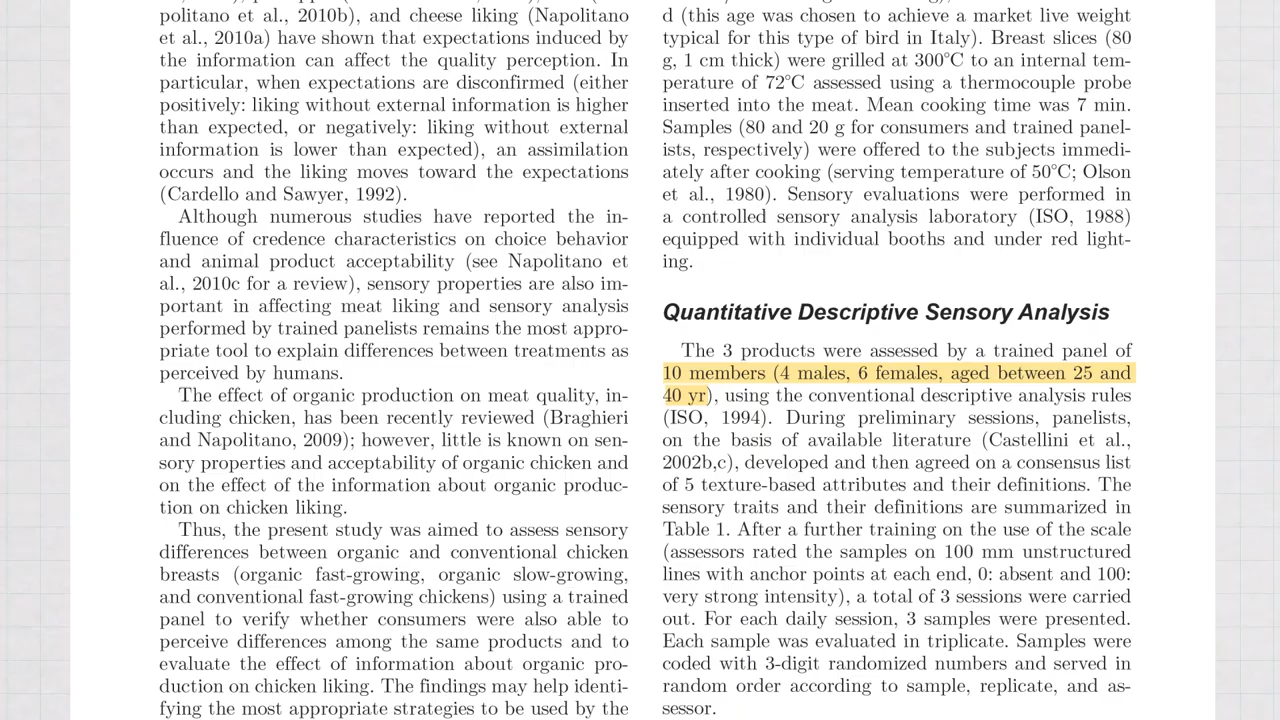 politano et al., 2010b), and cheese liking (Napolitano
et al., 2010a) have shown that expectations induced by
the information can affect the quality perception. In
particular, when expectations are disconfirmed (either
positively: liking without external information is higher
than expected, or negatively: liking without external
information is lower than expected), an assimilation
occurs and the liking moves toward the expectations
(Cardello and Sawyer, 1992).
Although numerous studies have reported the in-
fluence of credence characteristics on choice behavior
and animal product acceptability (see Napolitano et
al., 2010c for a review), sensory properties are also im-
portant in affecting meat liking and sensory analysis
performed by trained panelists remains the most appro-
priate tool to explain differences between treatments as
perceived by humans.
The effect of organic production on meat quality, in-
cluding chicken, has been recently reviewed (Braghieri
and Napolitano, 2009); however, little is known on sen-
sory properties and acceptability of organic chicken and
on the effect of the information about organic produc-
tion on chicken liking.
Thus, the present study was aimed to assess sensory
differences between organic and conventional chicken
breasts (organic fast-growing, organic slow-growing,
and conventional fast-growing chickens) using a trained
panel to verify whether consumers were also able to
perceive differences among the same products and to
evaluate the effect of information about organic pro-
duction on chicken liking. The findings may help identi-
fying the most appropriate strategies to be used by the
d (this age was chosen to achieve a market live weight
typical for this type of bird in Italy). Breast slices (80
g, 1 cm thick) were grilled at 300°C to an internal tem-
perature of 72°C assessed using a thermocouple probe
inserted into the meat. Mean cooking time was 7 min.
Samples (80 and 20 g for consumers and trained panel-
ists, respectively) were offered to the subjects immedi-
ately after cooking (serving temperature of 50°C; Olson
et al., 1980). Sensory evaluations were performed in
a controlled sensory analysis laboratory (ISO, 1988)
equipped with individual booths and under red light-
ing.
Quantitative Descriptive Sensory Analysis
The 3 products were assessed by a trained panel of
10 members (4 males, 6 females, aged between 25 and
40 yr), using the conventional descriptive analysis rules
(ISO, 1994). During preliminary sessions, panelists,
on the basis of available literature (Castellini et al.,
2002b,c), developed and then agreed on a consensus list
of 5 texture-based attributes and their definitions. The
sensory traits and their definitions are summarized in
Table 1. After a further training on the use of the scale
(assessors rated the samples on 100 mm unstructured
lines with anchor points at each end, 0: absent and 100:
very strong intensity), a total of 3 sessions were carried
out. For each daily session, 3 samples were presented.
Each sample was evaluated in triplicate. Samples were
coded with 3-digit randomized numbers and served in
random order according to sample, replicate, and as-
sessor.